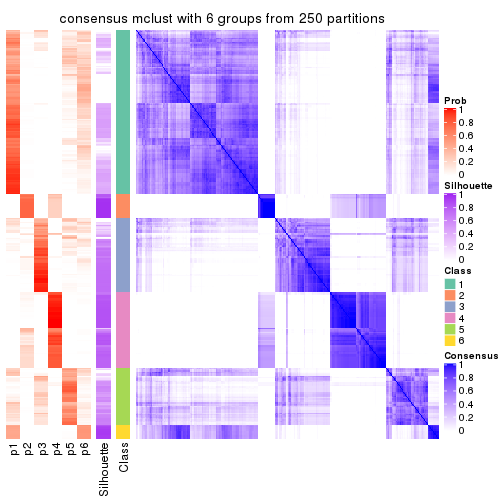 consensus mclust with 6 groups from 250 partitions
Prob
1
0.8
0.6
0.4
0.2
0
Silhouette
1
0.8
0.6
0.4
0.2
0
Class
1
2
3
4
5
6
Consensus
1
0.8
0.6
0.4
0.2
0
p1
p2
p3
p4
p5
p6
Silhouette
Class